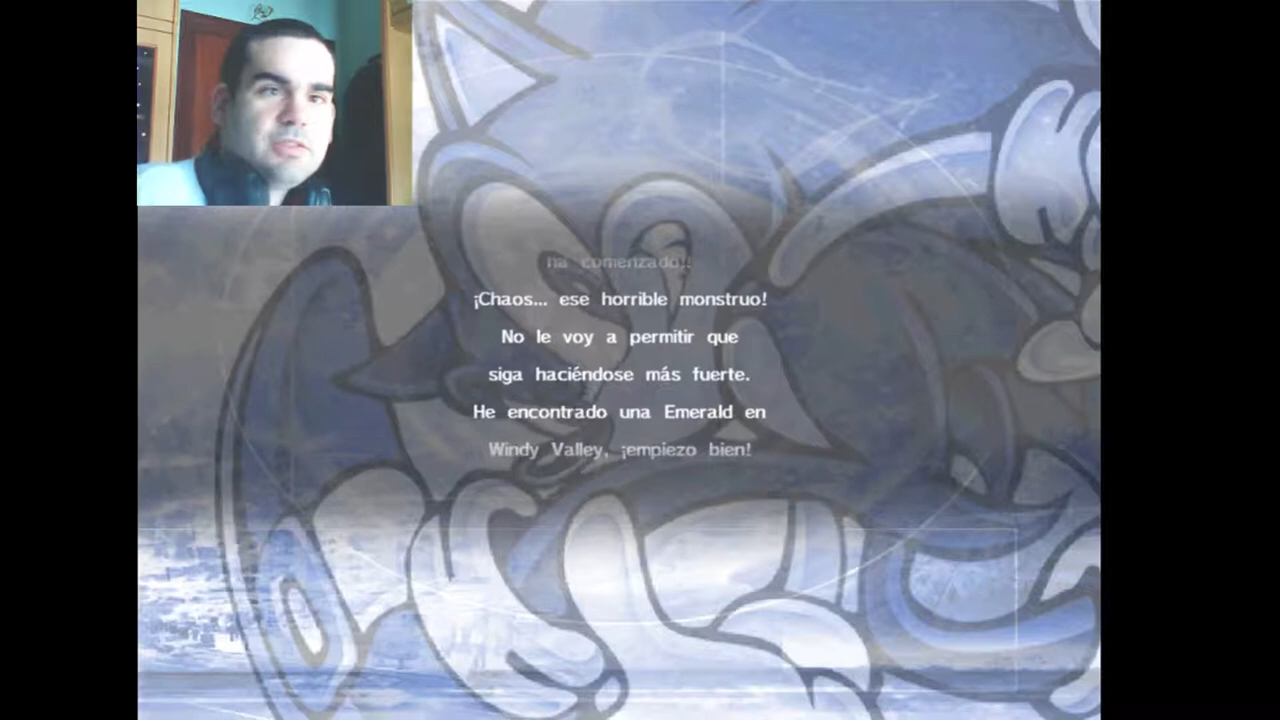 ha comenzado!!
¡Chaos... ese horrible monstruo!
No le voy a permitir que
siga haciéndose más fuerte.
He encontrado una Emerald en
Windy Valley, ¡empiezo bien!